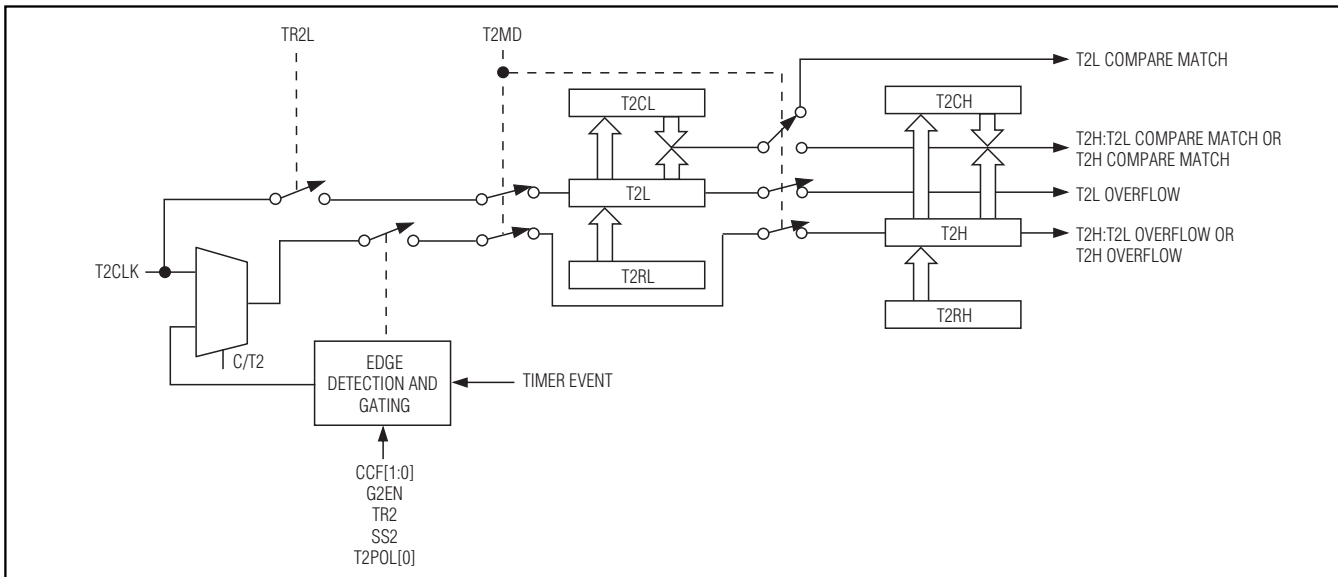 TR2L
T2MD
T2L COMPARE MATCH
T2CL
T2CH
T2H:T2L COMPARE MATCH OR
T2H COMPARE MATCH
T2L
T2L OVERFLOW
T2H
T2H:T2L OVERFLOW OR
T2H OVERFLOW
T2CLK
T2RL
T2RH
C/T2
EDGE
DETECTION AND
GATING
TIMER EVENT
CCF[1:0]
G2EN
TR2
SS2
T2POL[0]